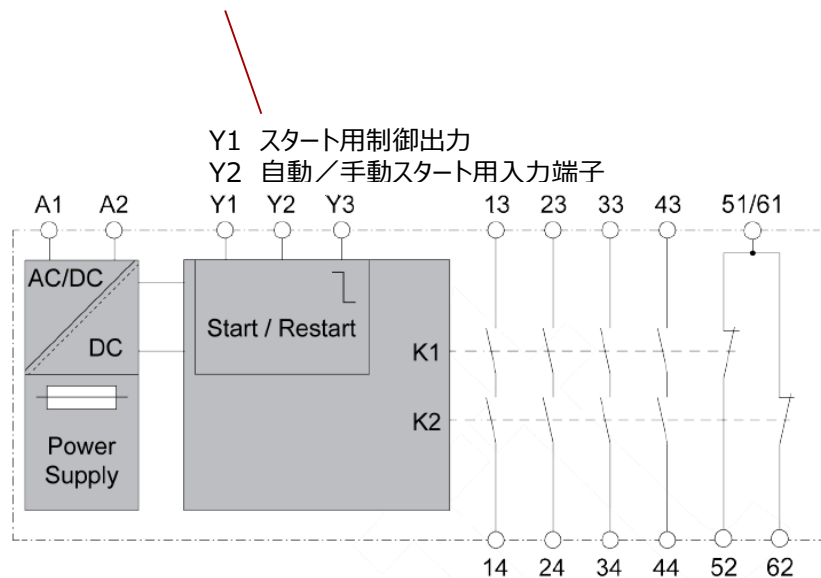 Y1 スタート用制御出力
Y2 自動／手動スタート用入力端子
A1 A2 Y1 Y2 Y3 13 23 33 43 51/61
AC/DC
Start / Restart
DC
K1
K2
Power
Supply
14 24 34 44 52 62